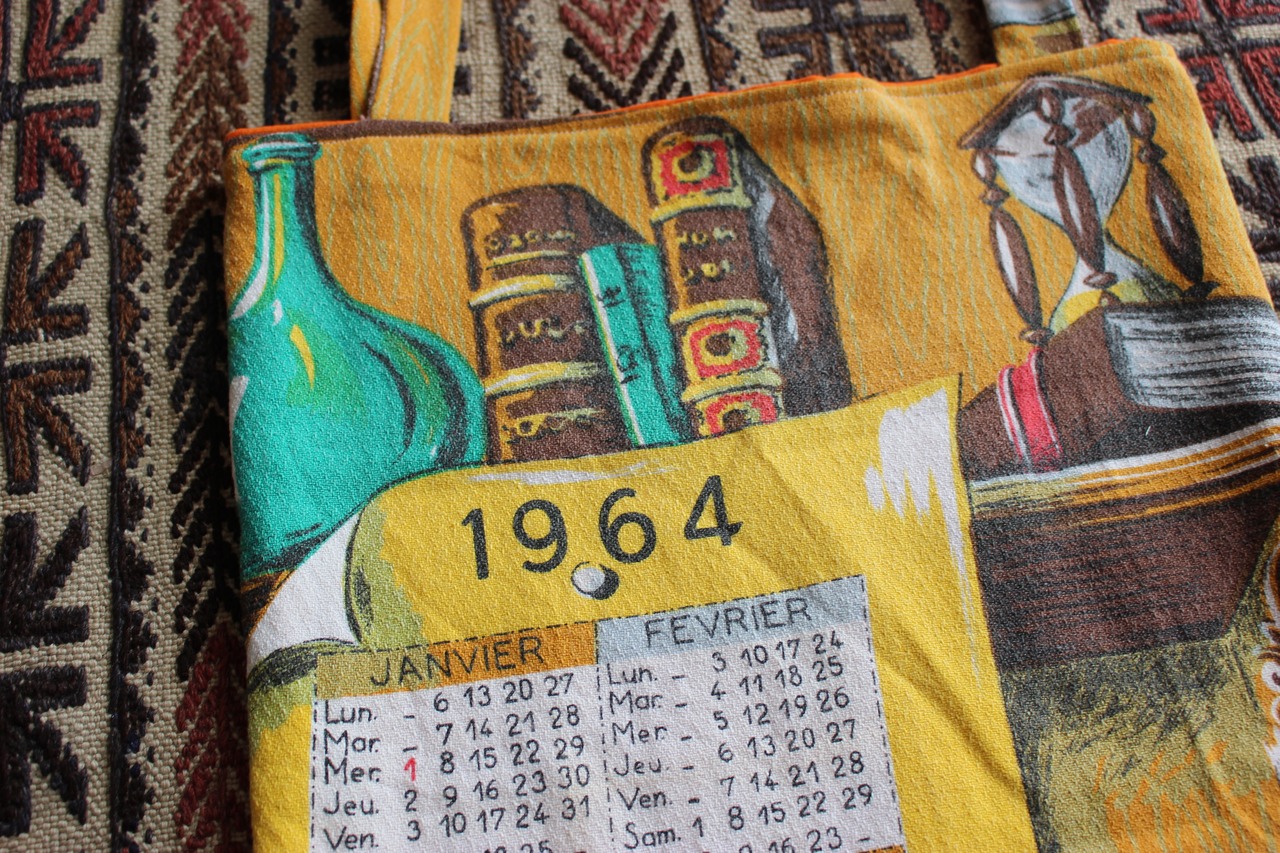 1964
JANVIER
Lun. - 6 13 20 27
Mar. - 7 14 21 28
Mer. 1 8 15 22 29
Jeu. 2 9 16 23 30
Ven. 3 10 17 24 31
25 -
FEVRIER
Lun. - 3 10 17 24
Mar. - 4 11 18 25
Mer. - 5 12 19 26
Jeu. - 6 13 20 27
Ven. - 7 14 21 28
Sam. 1 8 15 22 29
16 23 -